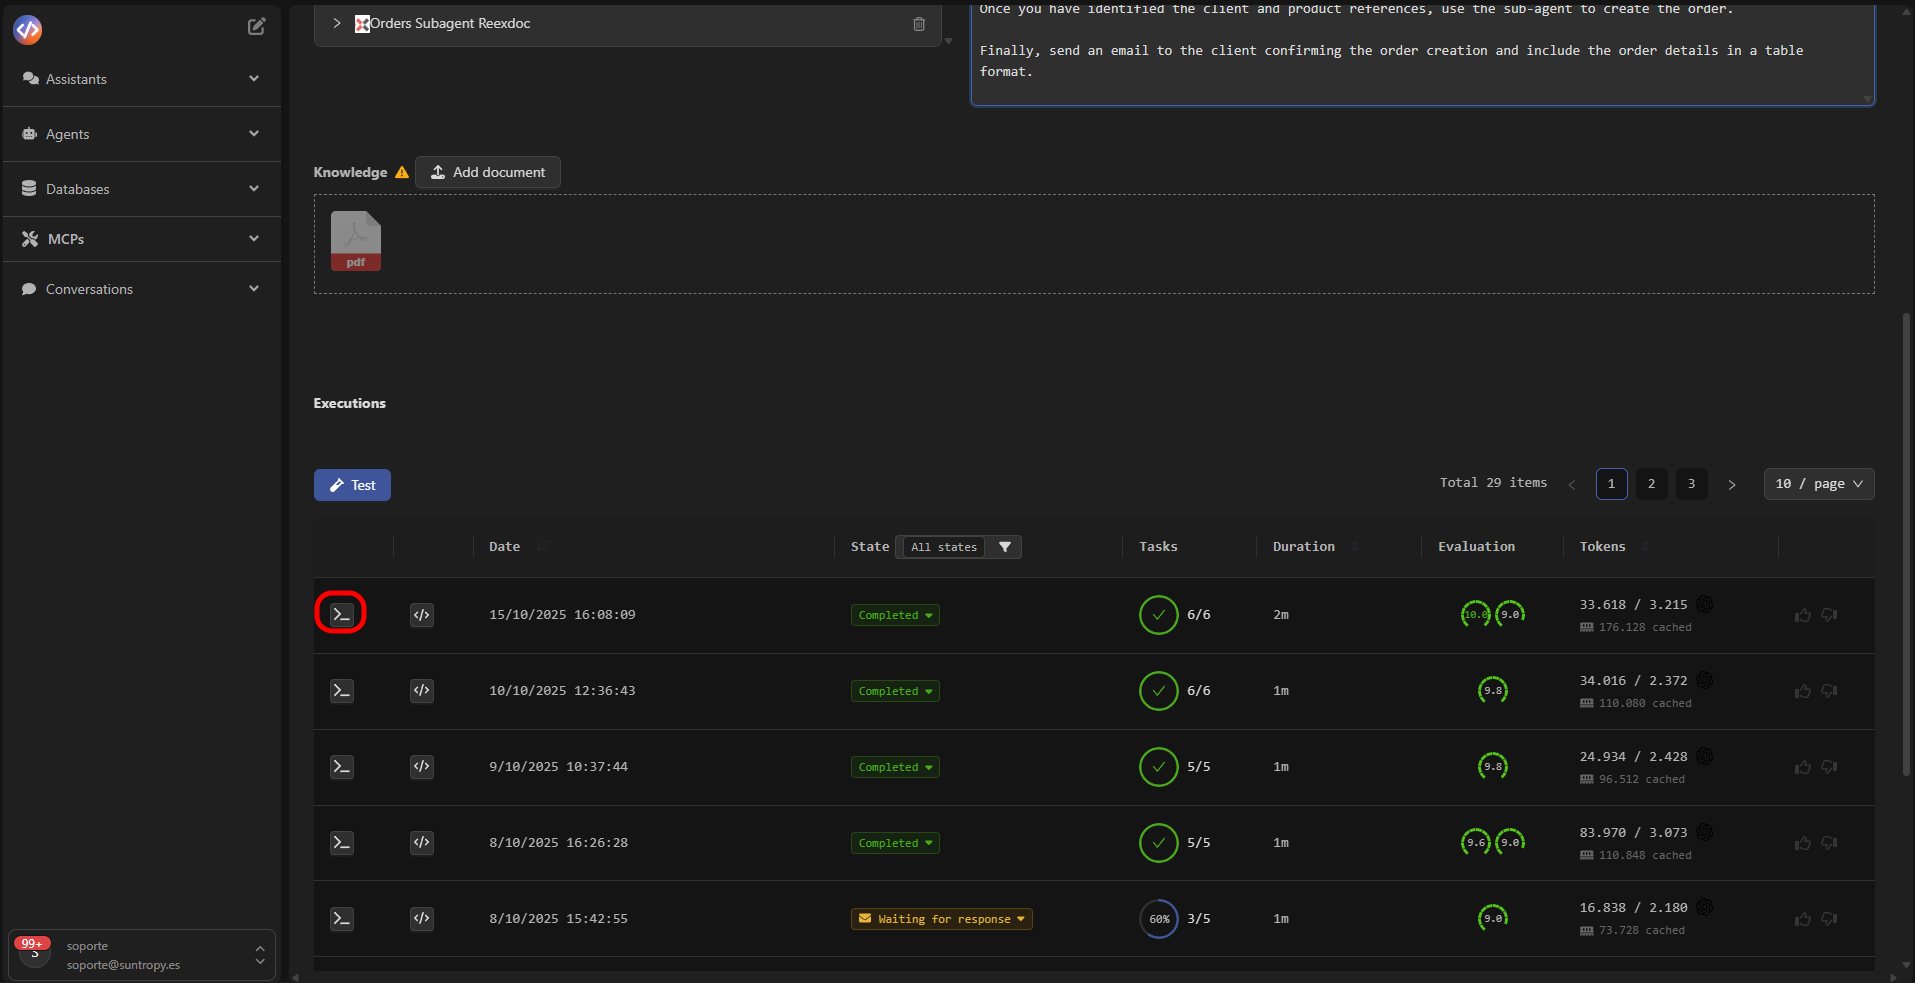 Assistants
Agents
Databases
MCPs
Conversations
99+
S
soporte
soporte@suntropy.es
Orders Subagent Reexdoc
Once you have identified the client and product references, use the sub-agent to create the order.
Finally, send an email to the client confirming the order creation and include the order details in a table
format.
Knowledge
Add document
pdf
Executions
Test
Total 29 items
1
2
3
10 / page
Date
State
All states
Tasks
Duration
Evaluation
Tokens
15/10/2025 16:08:09
Completed
6/6
2m
10.0
9.0
33.618 / 3.215
176.128 cached
10/10/2025 12:36:43
Completed
6/6
1m
9.8
34.016 / 2.372
110.080 cached
9/10/2025 10:37:44
Completed
5/5
1m
9.8
24.934 / 2.428
96.512 cached
8/10/2025 16:26:28
Completed
5/5
1m
9.6
9.0
83.970 / 3.073
110.848 cached
8/10/2025 15:42:55
Waiting for response
60%
3/5
1m
9.0
16.838 / 2.180
73.728 cached